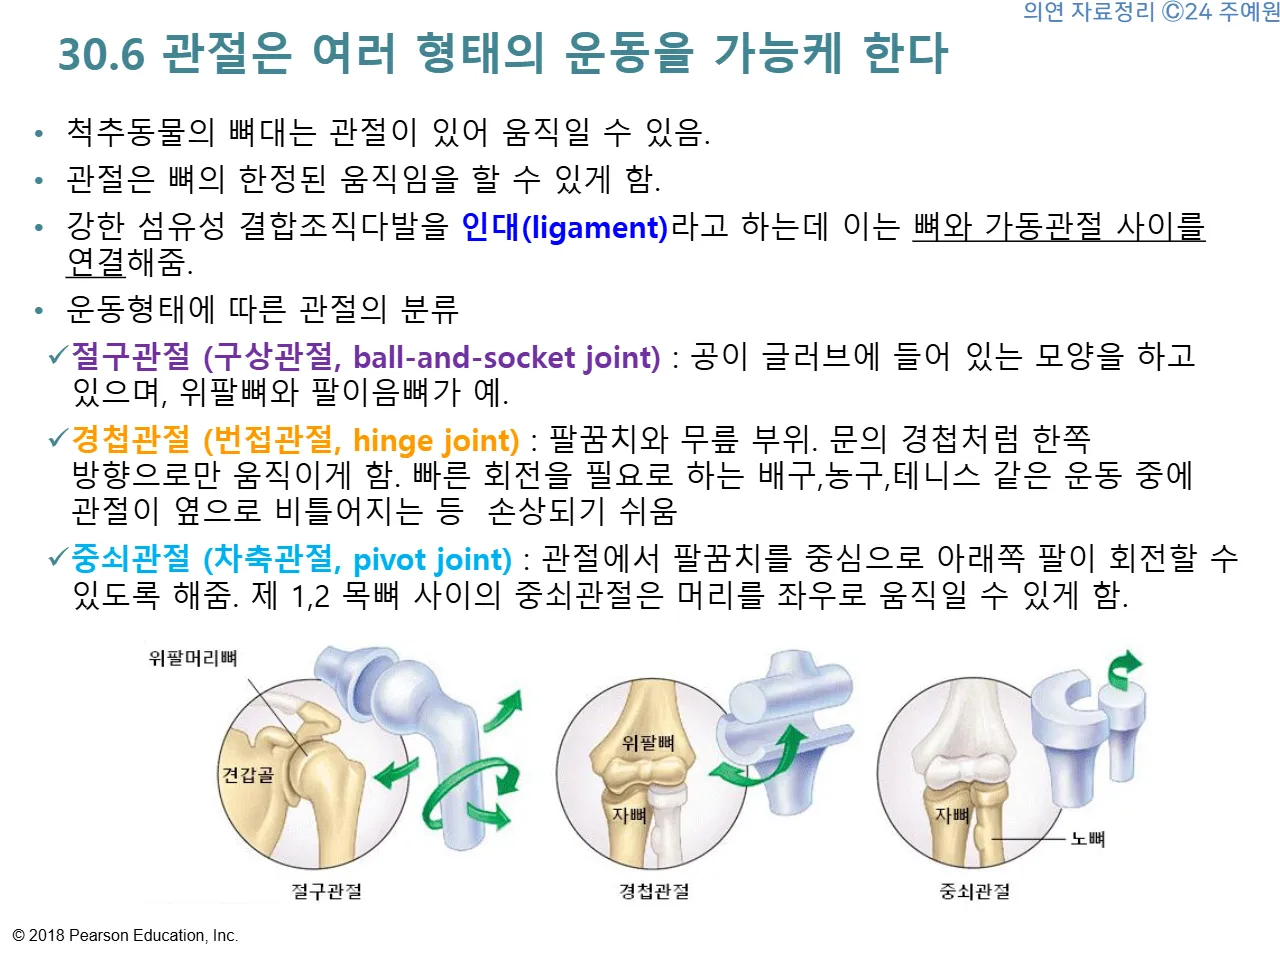 의연 자료정리 ©24 주예원
30.6 관절은 여러 형태의 운동을 가능케 한다
• 척추동물의 뼈대는 관절이 있어 움직일 수 있음.
• 관절은 뼈의 한정된 움직임을 할 수 있게 함.
• 강한 섬유성 결합조직다발을 인대(ligament)라고 하는데 이는 뼈와 가동관절 사이를
연결해줌.
• 운동형태에 따른 관절의 분류
✓절구관절 (구상관절, ball-and-socket joint) : 공이 글러브에 들어 있는 모양을 하고
있으며, 위팔뼈와 팔이음뼈가 예.
✓경첩관절 (번접관절, hinge joint) : 팔꿈치와 무릎 부위. 문의 경첩처럼 한쪽
방향으로만 움직이게 함. 빠른 회전을 필요로 하는 배구,농구,테니스 같은 운동 중에
관절이 옆으로 비틀어지는 등 손상되기 쉬움
✓중쇠관절 (차축관절, pivot joint) : 관절에서 팔꿈치를 중심으로 아래쪽 팔이 회전할 수
있도록 해줌. 제 1,2 목뼈 사이의 중쇠관절은 머리를 좌우로 움직일 수 있게 함.
위팔머리뼈
견갑골
절구관절
위팔뼈
자뼈
경첩관절
자뼈
노뼈
중쇠관절
© 2018 Pearson Education, Inc.